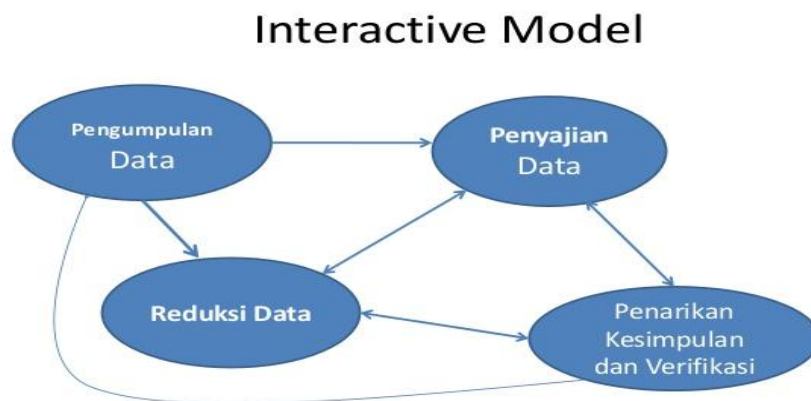 Interactive Model
Pengumpulan
Data
Penyajian
Data
Reduksi Data
Penarikan
Kesimpulan
dan Verifikasi